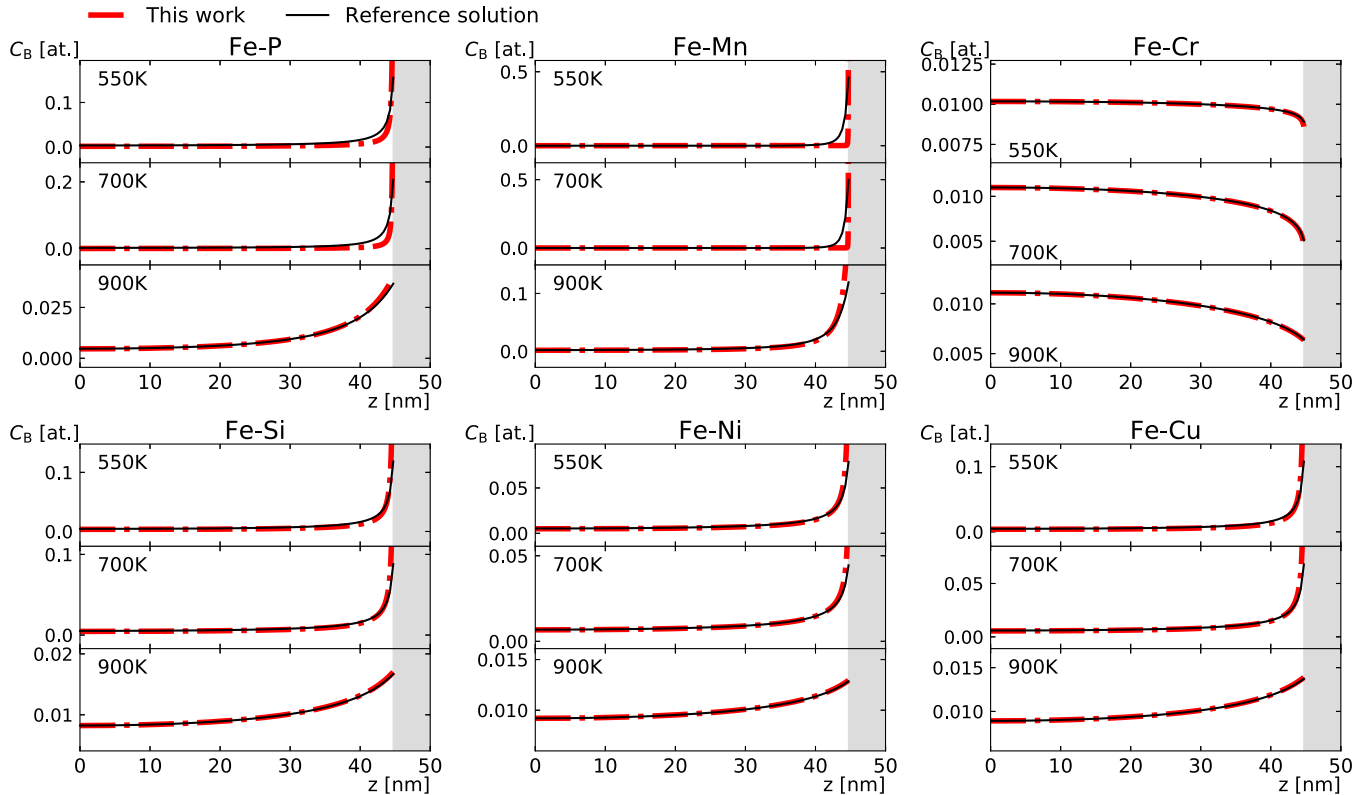 This work Reference solution
Fe-P Fe-Mn Fe-Cr
C_B [at.] C_B [at.] C_B [at.]
550K 0.1 0.0
700K 0.2 0.0
900K 0.025 0.000
0 10 20 30 40 50
z [nm]
550K 0.5 0.0
700K 0.5 0.0
900K 0.1 0.0
0 10 20 30 40 50
z [nm]
0.0125 0.0100 0.0075 550K
0.010 0.005 700K
0.010 0.005 900K
0 10 20 30 40 50
z [nm]
Fe-Si Fe-Ni Fe-Cu
C_B [at.] C_B [at.] C_B [at.]
550K 0.1 0.0
700K 0.1 0.0
900K 0.02 0.01
0 10 20 30 40 50
z [nm]
550K 0.05 0.00
700K 0.05 0.00
900K 0.015 0.010
0 10 20 30 40 50
z [nm]
550K 0.1 0.0
700K 0.05 0.00
900K 0.015 0.010
0 10 20 30 40 50
z [nm]